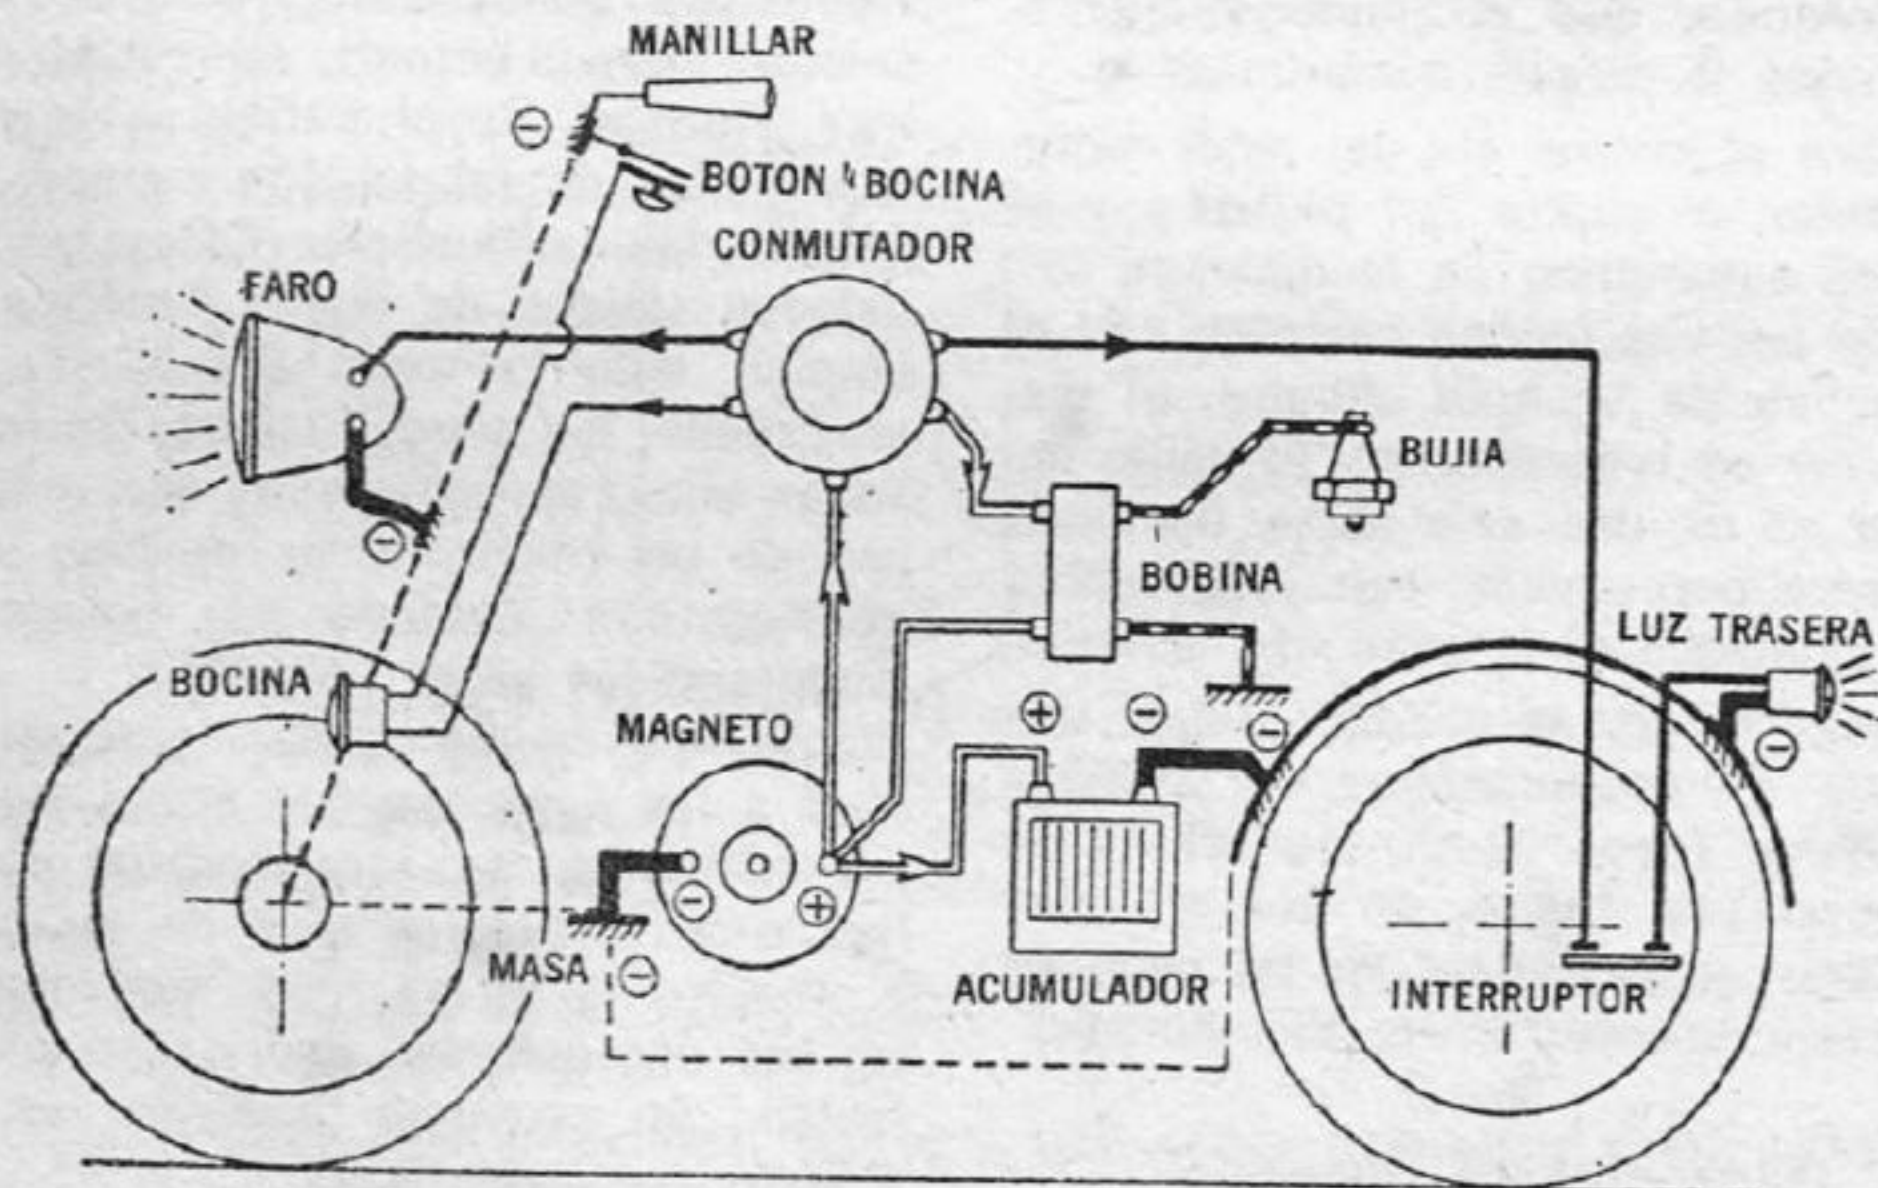 MANILLAR
BOTON BOCINA
CONMUTADOR
FARO
BUJIA
BOBINA
LUZ TRASERA
BOCINA
MAGNETO
+
-
MASA
ACUMULADOR
INTERRUPTOR